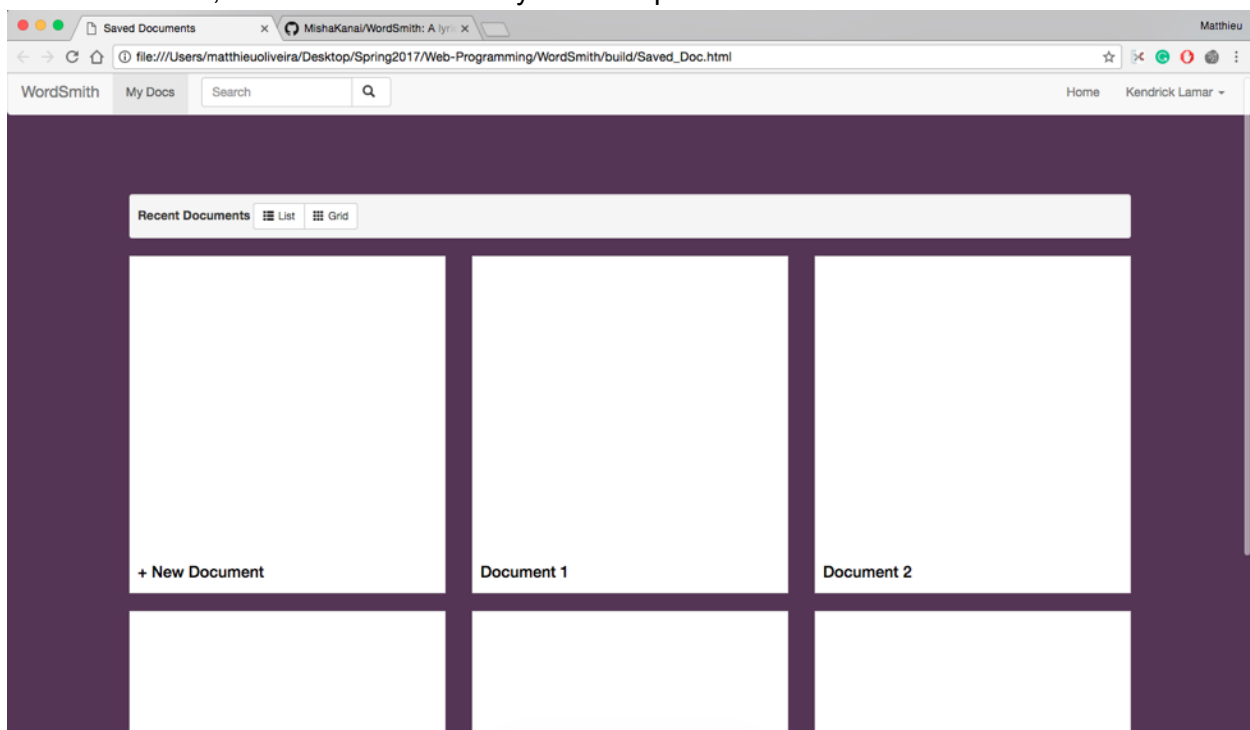 Saved Documents
MishaKanai/WordSmith: A lyric
Matthieu
file:///Users/matthieuoliveira/Desktop/Spring2017/Web-Programming/WordSmith/build/Saved_Doc.html
WordSmith My Docs Search Home Kendrick Lamar
Recent Documents List Grid
+ New Document Document 1 Document 2